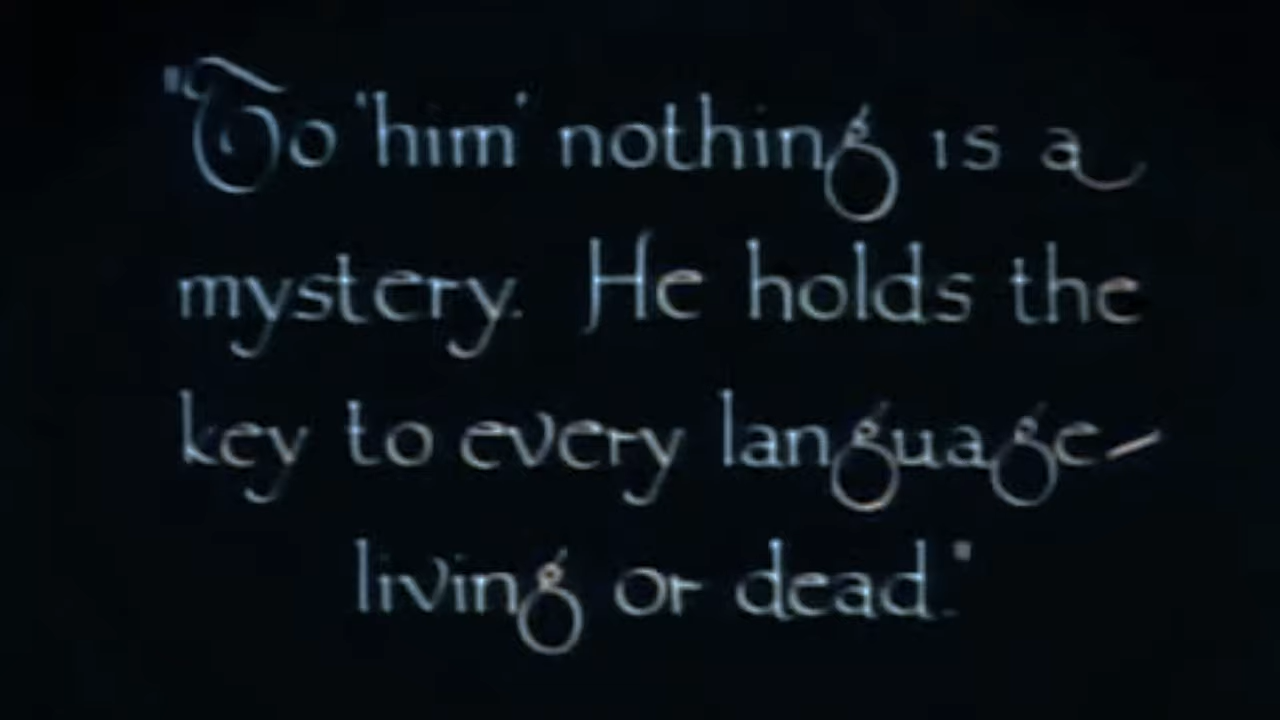 "To 'him' nothing is a
mystery. He holds the
key to every language—
living or dead."